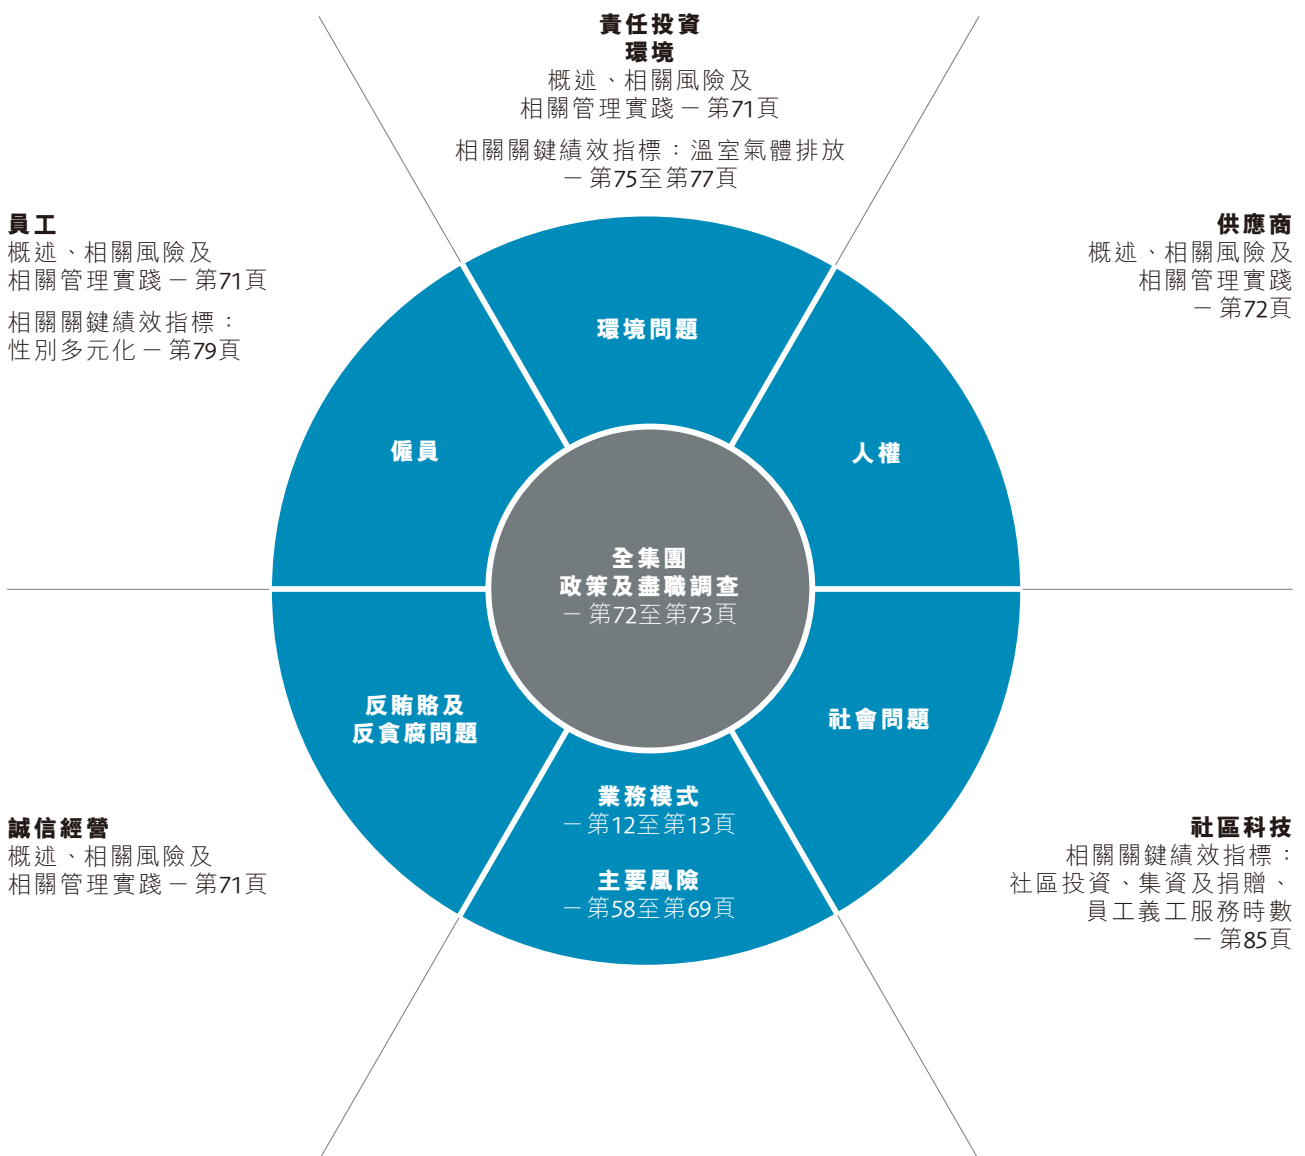 責任投資
環境
概述、相關風險及
相關管理實踐 — 第71頁
相關關鍵績效指標：溫室氣體排放
— 第75至第77頁
員工
概述、相關風險及
相關管理實踐 — 第71頁
相關關鍵績效指標：
性別多元化 — 第79頁
供應商
概述、相關風險及
相關管理實踐
— 第72頁
環境問題
僱員
人權
全集團
政策及盡職調查
— 第72至第73頁
反賄賂及
反貪腐問題
社會問題
業務模式
— 第12至第13頁
主要風險
— 第58至第69頁
誠信經營
概述、相關風險及
相關管理實踐 — 第71頁
社區科技
相關關鍵績效指標：
社區投資、集資及捐贈、
員工義工服務時數
— 第85頁